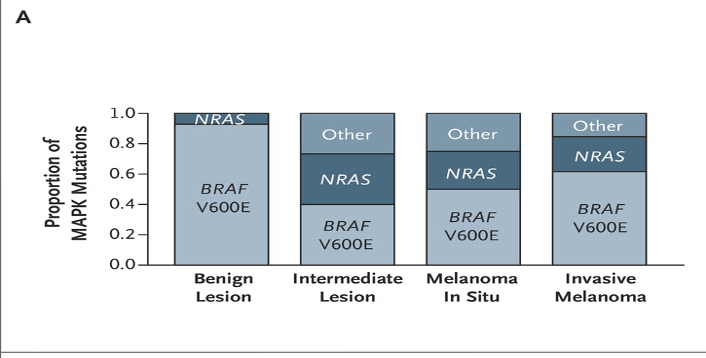 A
Proportion of
MAPK Mutations
1.0
0.8
0.6
0.4
0.2
0.0
NRAS
BRAF
V600E
Other
NRAS
BRAF
V600E
Other
NRAS
BRAF
V600E
Other
NRAS
BRAF
V600E
Benign
Lesion
Intermediate
Lesion
Melanoma
In Situ
Invasive
Melanoma